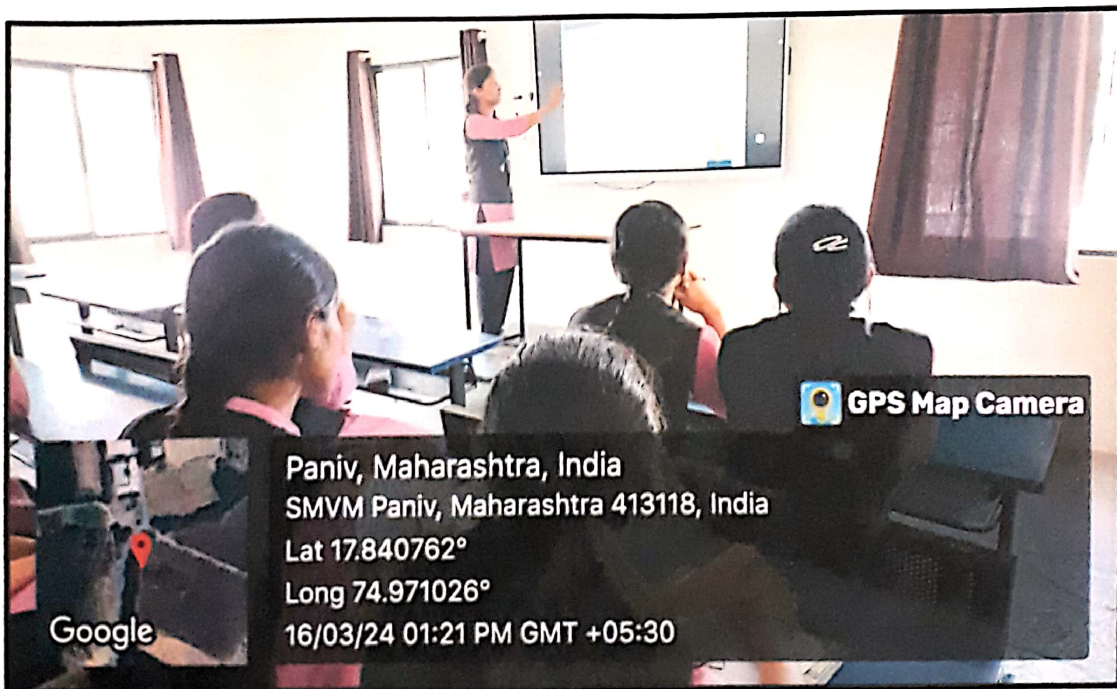 GPS Map Camera
Paniv, Maharashtra, India
SMVM Paniv, Maharashtra 413118, India
Lat 17.840762°
Long 74.971026°
16/03/24 01:21 PM GMT +05:30
Google